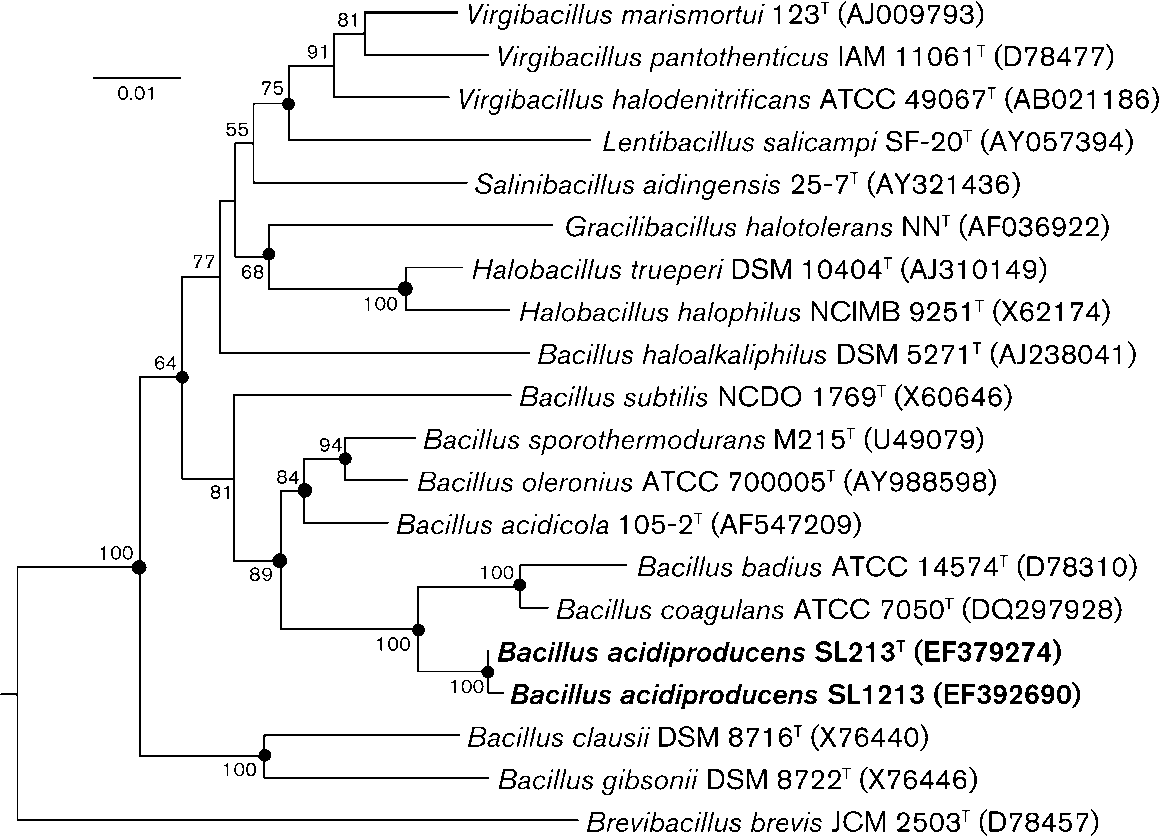 81 Virgibacillus marismortui 123ᵀ (AJ009793)
91 Virgibacillus pantothenticus IAM 11061ᵀ (D78477)
0.01 75 Virgibacillus halodenitrificans ATCC 49067ᵀ (AB021186)
55 Lentibacillus salicampi SF-20ᵀ (AY057394)
Salinibacillus aidingensis 25-7ᵀ (AY321436)
Gracilibacillus halotolerans NNᵀ (AF036922)
77 68 Halobacillus trueperi DSM 10404ᵀ (AJ310149)
100 Halobacillus halophilus NCIMB 9251ᵀ (X62174)
64 Bacillus haloalkaliphilus DSM 5271ᵀ (AJ238041)
Bacillus subtilis NCDO 1769ᵀ (X60646)
94 Bacillus sporothermodurans M215ᵀ (U49079)
81 84 Bacillus oleronius ATCC 700005ᵀ (AY988598)
Bacillus acidicola 105-2ᵀ (AF547209)
100 89 100 Bacillus badius ATCC 14574ᵀ (D78310)
Bacillus coagulans ATCC 7050ᵀ (DQ297928)
100 Bacillus acidiproducens SL213ᵀ (EF379274)
100 Bacillus acidiproducens SL1213 (EF392690)
Bacillus clausii DSM 8716ᵀ (X76440)
100 Bacillus gibsonii DSM 8722ᵀ (X76446)
Brevibacillus brevis JCM 2503ᵀ (D78457)